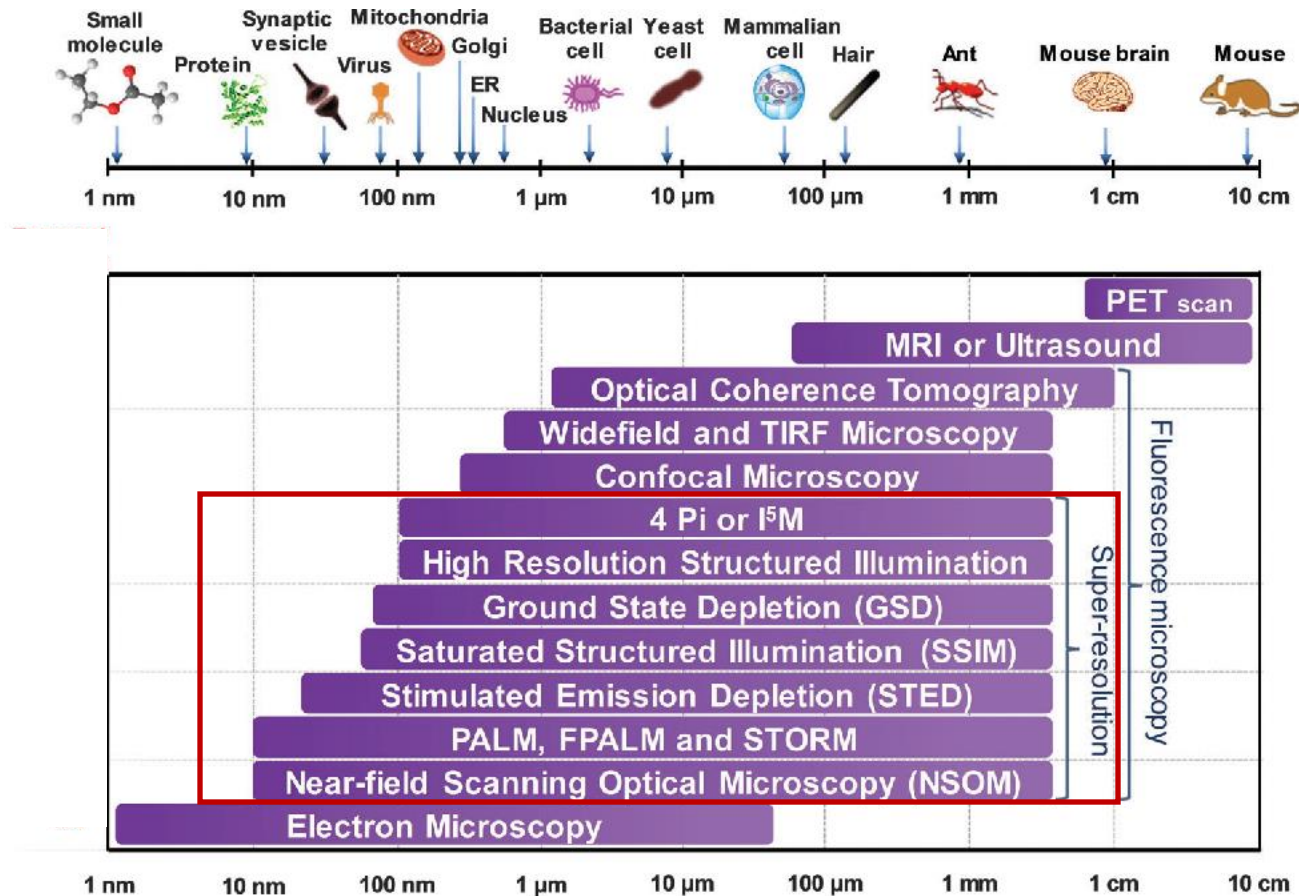 Small molecule
Protein
Synaptic vesicle
Virus
Mitochondria
Golgi
ER
Nucleus
Bacterial cell
Yeast cell
Mammalian cell
Hair
Ant
Mouse brain
Mouse
1 nm 10 nm 100 nm 1 µm 10 µm 100 µm 1 mm 1 cm 10 cm
PET scan
MRI or Ultrasound
Optical Coherence Tomography
Widefield and TIRF Microscopy
Confocal Microscopy
4 Pi or I⁵M
High Resolution Structured Illumination
Ground State Depletion (GSD)
Saturated Structured Illumination (SSIM)
Stimulated Emission Depletion (STED)
PALM, FPALM and STORM
Near-field Scanning Optical Microscopy (NSOM)
Electron Microscopy
Super-resolution
Fluorescence microscopy
1 nm 10 nm 100 nm 1 µm 10 µm 100 µm 1 mm 1 cm 10 cm